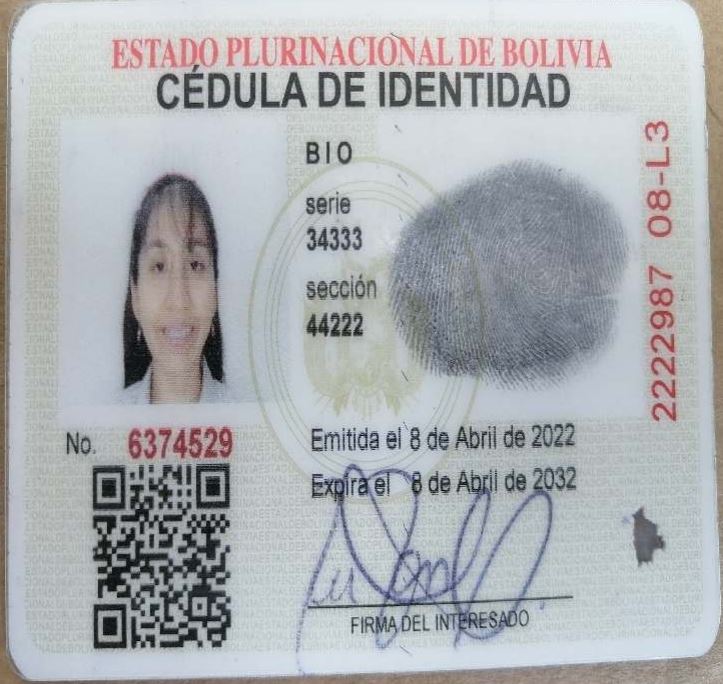 ESTADO PLURINACIONAL DE BOLIVIA
CÉDULA DE IDENTIDAD
BIO
serie
34333
sección
44222
2222987 08-L3
No. 6374529
Emitida el 8 de Abril de 2022
Expira el 8 de Abril de 2032
FIRMA DEL INTERESADO